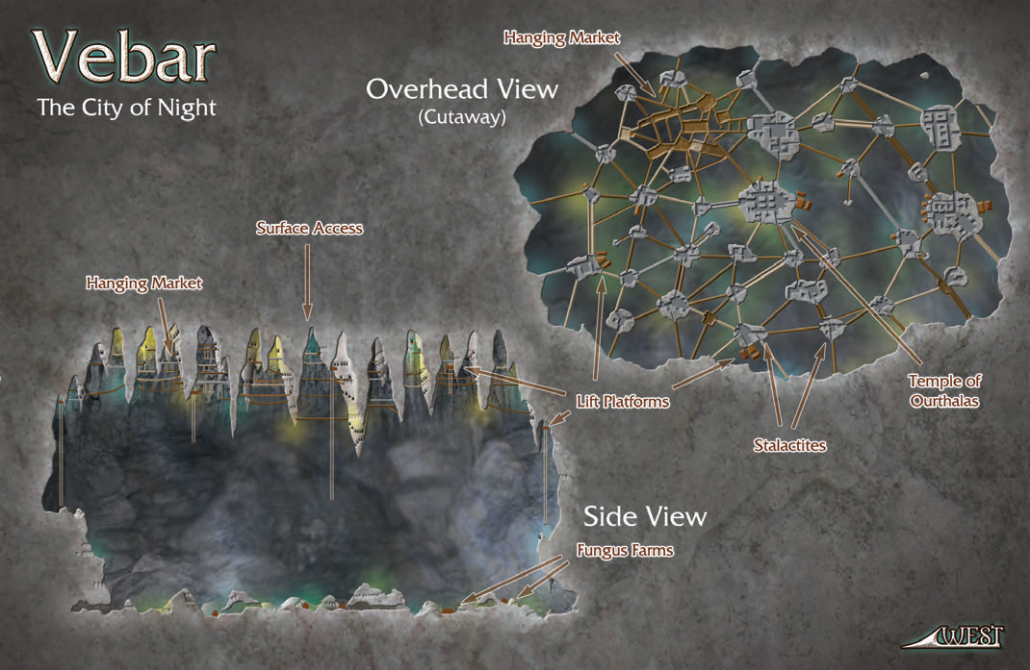 Vebar
The City of Night
Hanging Market
Overhead View
(Cutaway)
Surface Access
Hanging Market
Lift Platforms
Temple of
Ourthalas
Stalactites
Side View
Fungus Farms
WEST